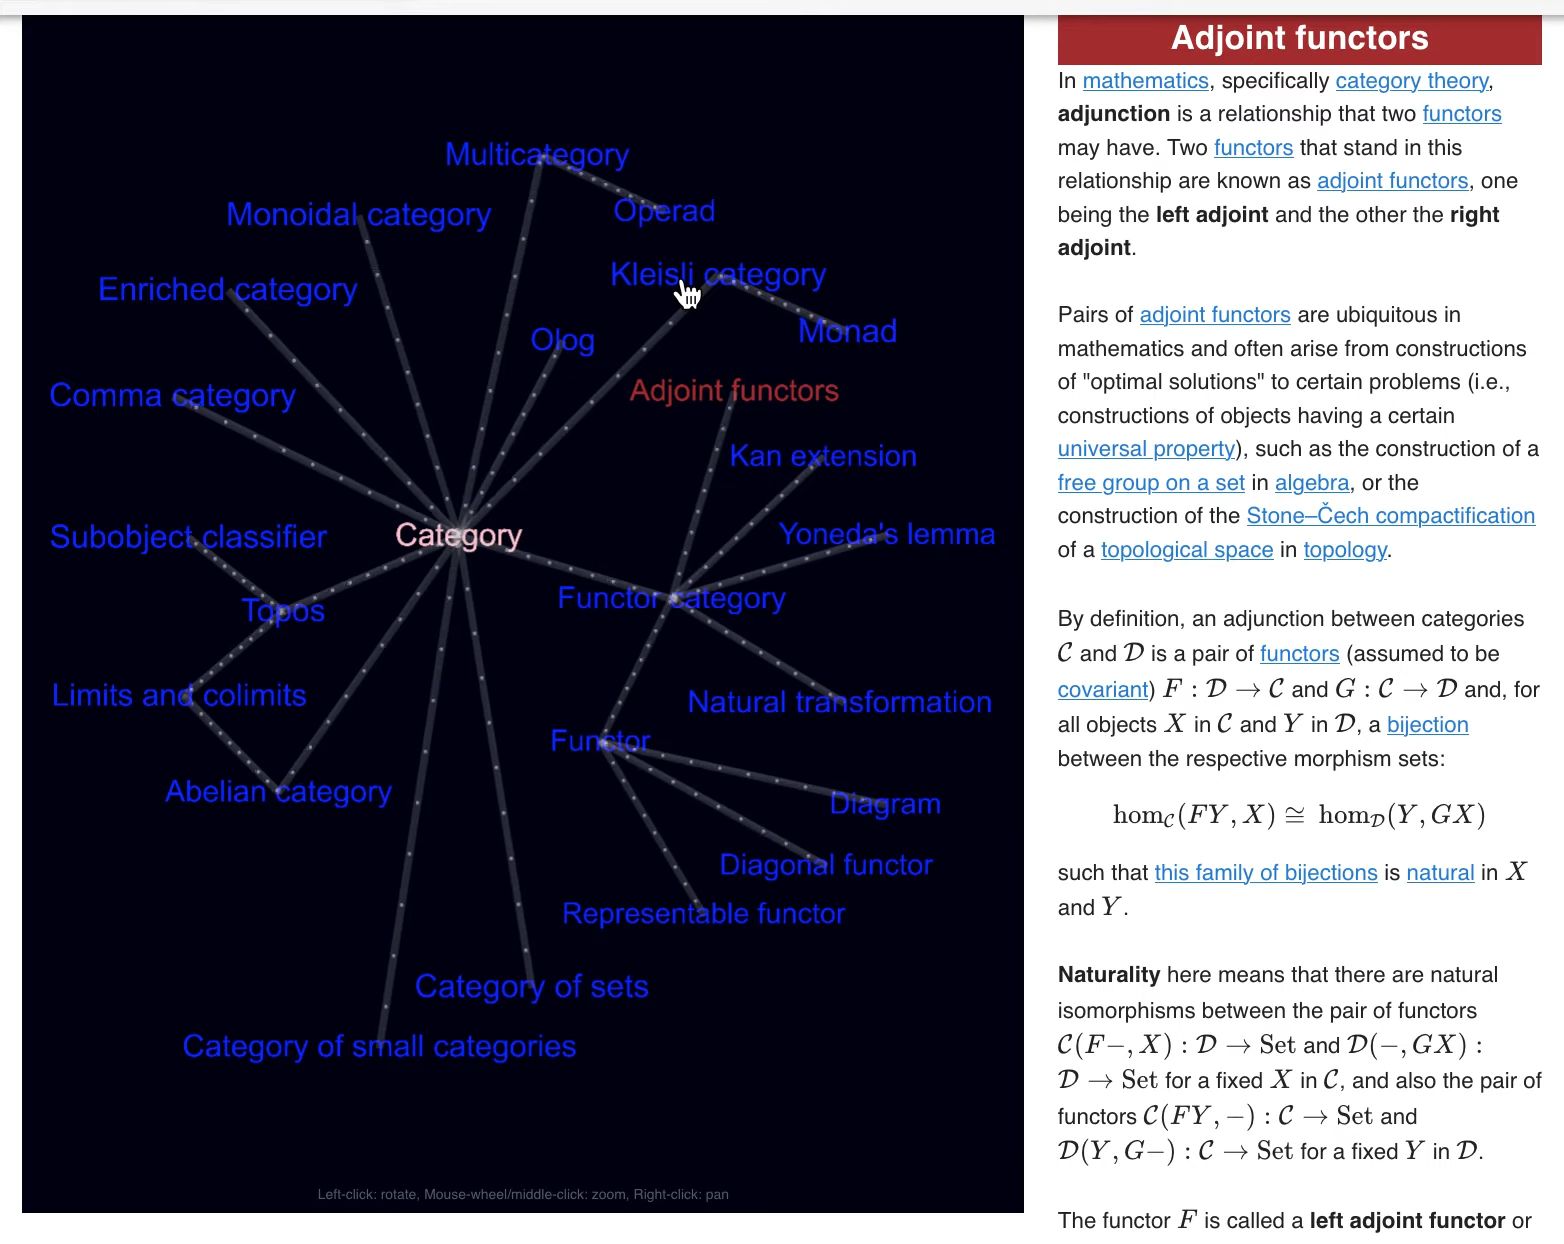 Multicategory
Operad
Monoidal category
Kleisli category
Enriched category
Monad
Olog
Adjoint functors
Comma category
Kan extension
Subobject classifier
Category
Yoneda's lemma
Topos
Functor category
Limits and colimits
Natural transformation
Functor
Abelian category
Diagram
Diagonal functor
Representable functor
Category of sets
Category of small categories
Left-click: rotate, Mouse-wheel/middle-click: zoom, Right-click: pan
Adjoint functors
In mathematics, specifically category theory,
adjunction is a relationship that two functors
may have. Two functors that stand in this
relationship are known as adjoint functors, one
being the left adjoint and the other the right
adjoint.
Pairs of adjoint functors are ubiquitous in
mathematics and often arise from constructions
of "optimal solutions" to certain problems (i.e.,
constructions of objects having a certain
universal property), such as the construction of a
free group on a set in algebra, or the
construction of the Stone–Čech compactification
of a topological space in topology.
By definition, an adjunction between categories
𝒞 and 𝒟 is a pair of functors (assumed to be
covariant) F : 𝒟 → 𝒞 and G : 𝒞 → 𝒟 and, for
all objects X in 𝒞 and Y in 𝒟, a bijection
between the respective morphism sets:
hom𝒞(FY, X) ≅ hom𝒟(Y, GX)
such that this family of bijections is natural in X
and Y.
Naturality here means that there are natural
isomorphisms between the pair of functors
𝒞(F−, X) : 𝒟 → Set and 𝒟(−, GX) :
𝒟 → Set for a fixed X in 𝒞, and also the pair of
functors 𝒞(FY, −) : 𝒞 → Set and
𝒟(Y, G−) : 𝒞 → Set for a fixed Y in 𝒟.
The functor F is called a left adjoint functor or